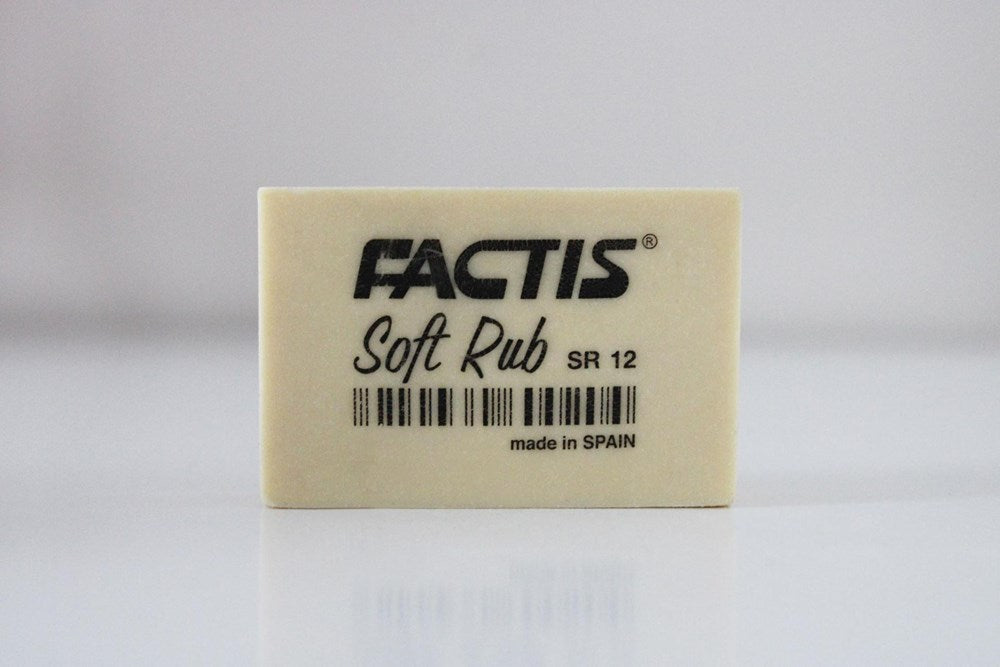 FACTIS®
Soft Rub SR 12
made in SPAIN